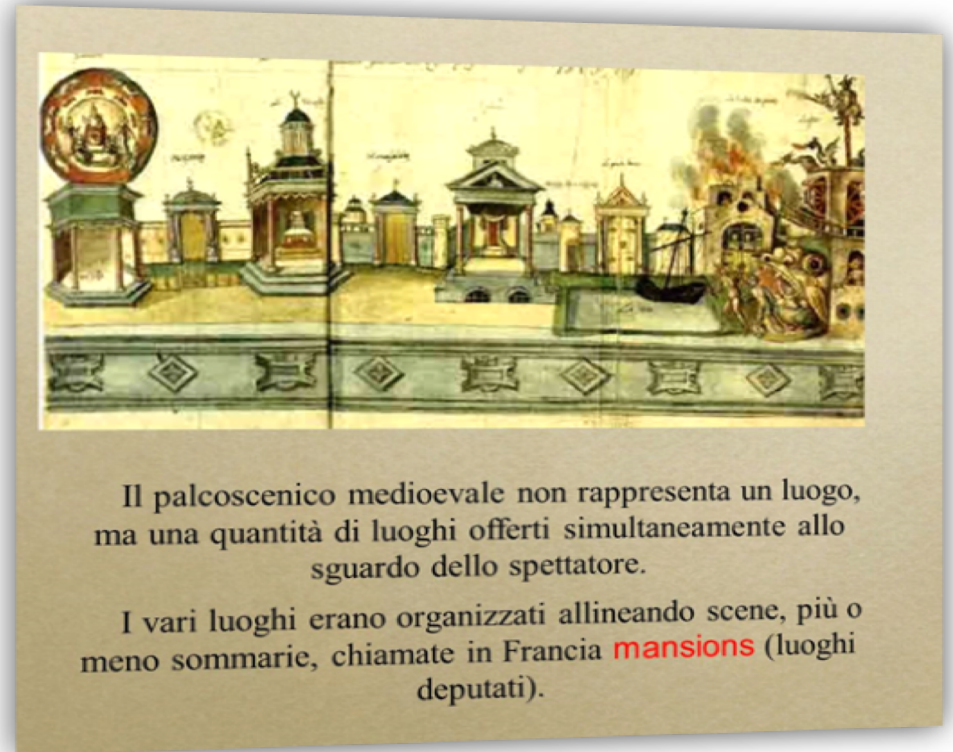 Il palcoscenico medioevale non rappresenta un luogo,
ma una quantità di luoghi offerti simultaneamente allo
sguardo dello spettatore.
I vari luoghi erano organizzati allineando scene, più o
meno sommarie, chiamate in Francia mansions (luoghi
deputati).